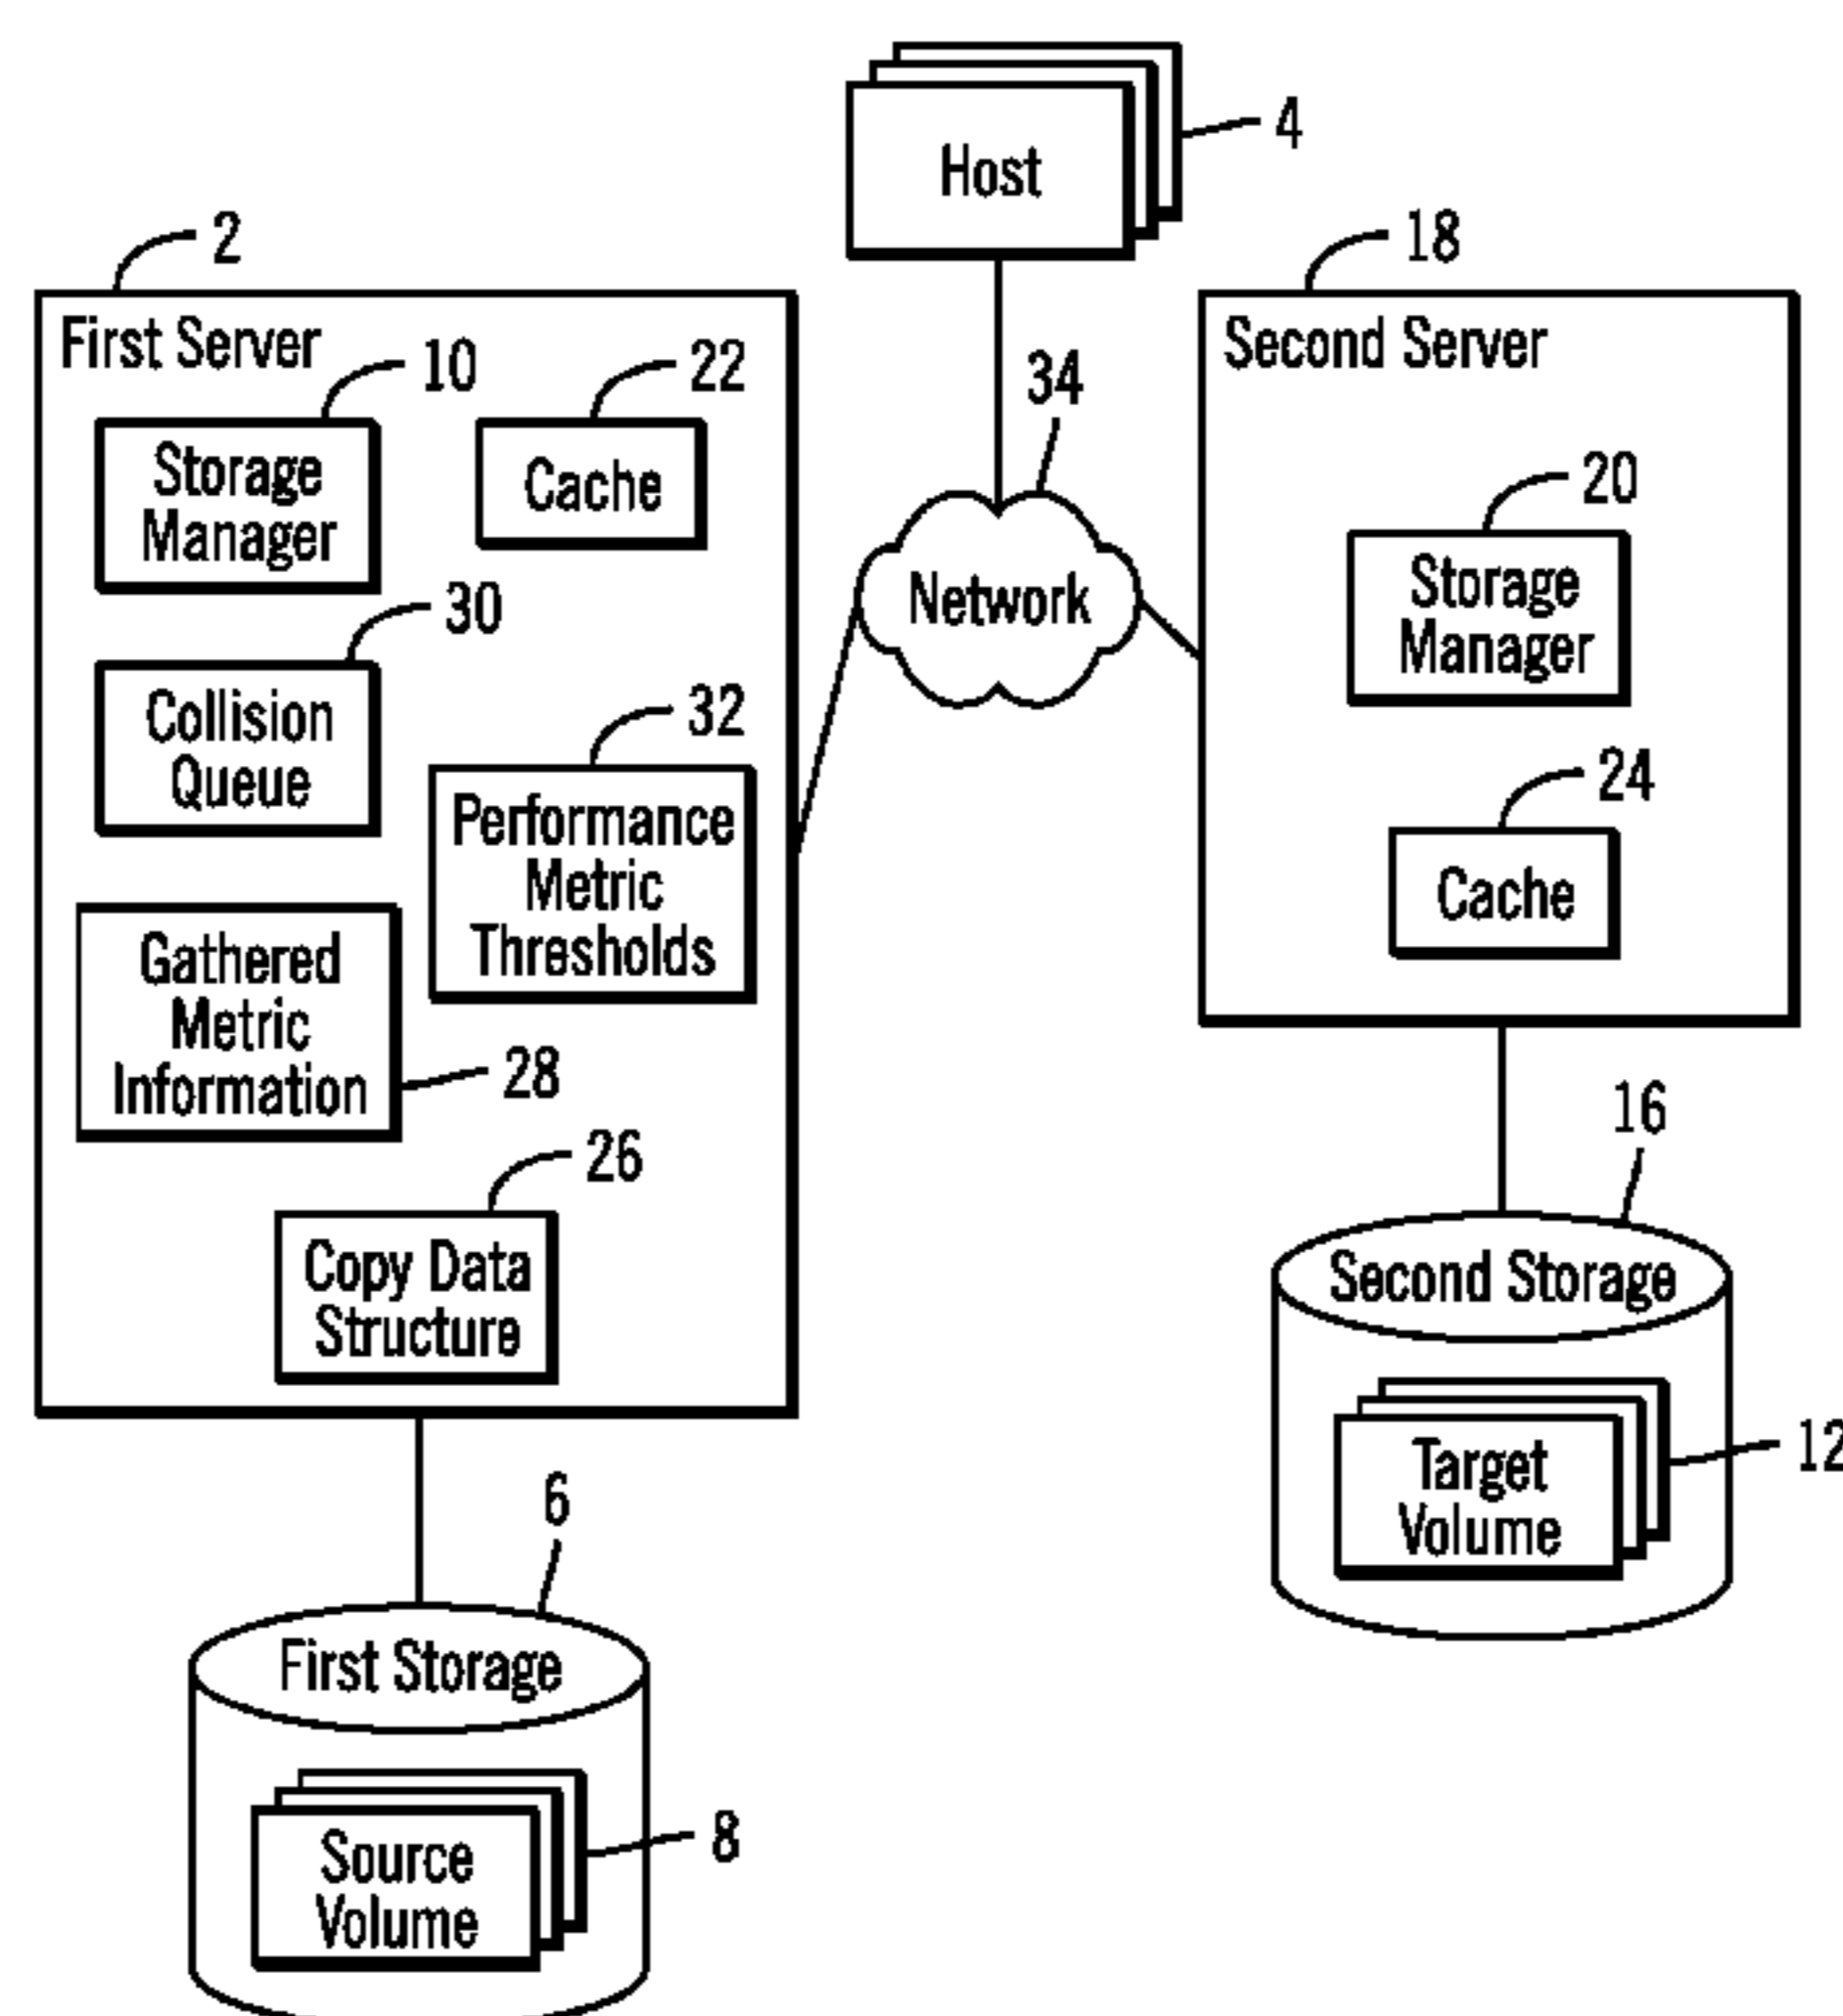 4
Host
2
18
First Server
Second Server
10
22
34
Storage
Manager
Cache
20
Network
Storage
Manager
30
Collision
Queue
32
24
Performance
Metric
Thresholds
Cache
Gathered
Metric
Information
28
16
26
Copy Data
Structure
Second Storage
Target
Volume
12
6
First Storage
Source
Volume
8